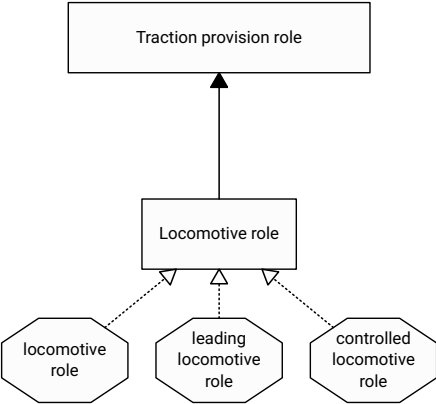 Traction provision role
Locomotive role
locomotive
role
leading
locomotive
role
controlled
locomotive
role